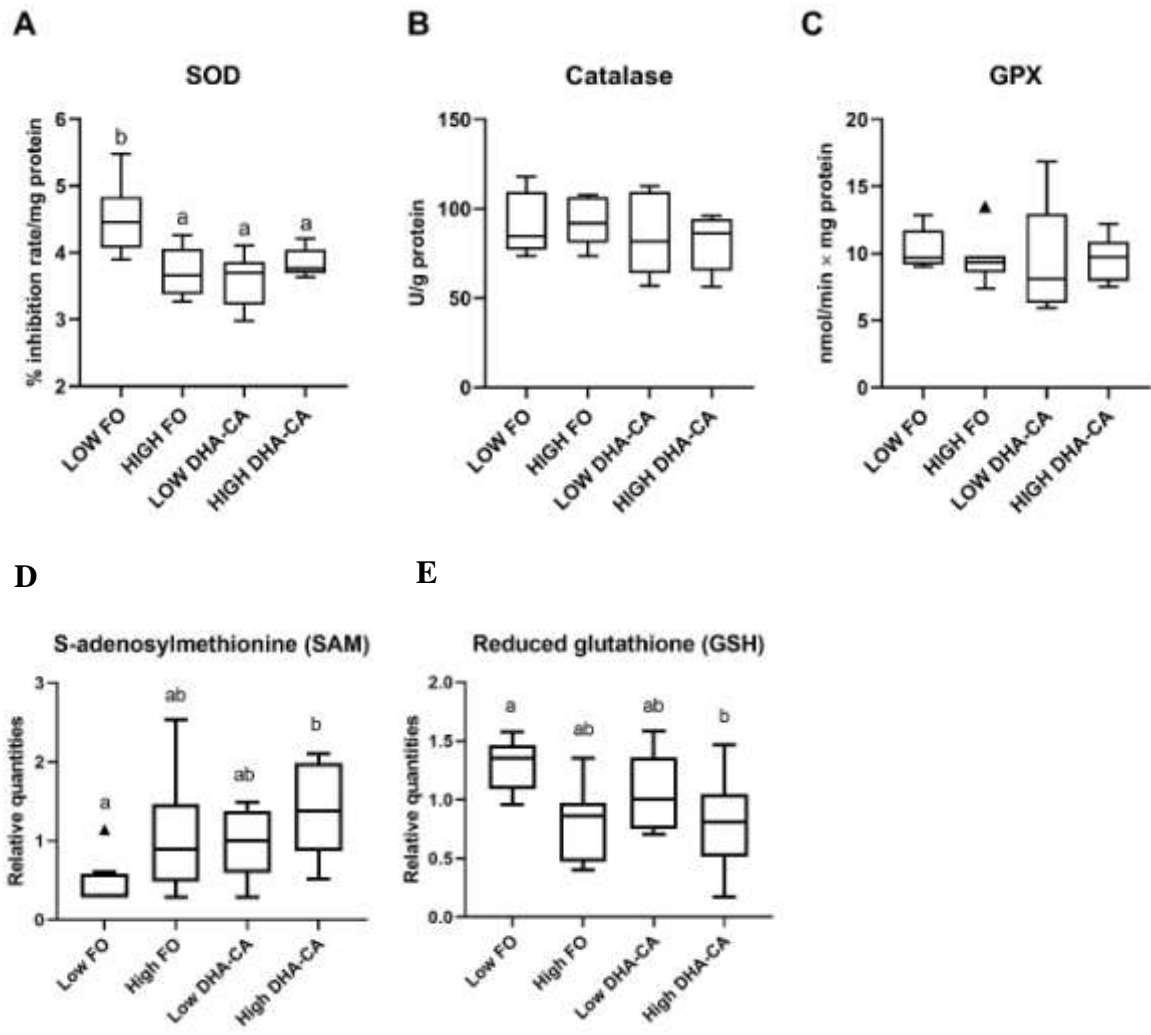 A
B
C
SOD
Catalase
GPX
% inhibition rate/mg protein
6
5
4
3
2
b
a
a
a
LOW FO
HIGH FO
LOW DHA-CA
HIGH DHA-CA
U/g protein
150
100
50
0
LOW FO
HIGH FO
LOW DHA-CA
HIGH DHA-CA
nmol/min × mg protein
20
15
10
5
0
LOW FO
HIGH FO
LOW DHA-CA
HIGH DHA-CA
D
E
S-adenosylmethionine (SAM)
Reduced glutathione (GSH)
Relative quantities
3
2
1
0
a
ab
ab
b
Low FO
High FO
Low DHA-CA
High DHA-CA
Relative quantities
2.0
1.5
1.0
0.5
0.0
a
ab
ab
b
Low FO
High FO
Low DHA-CA
High DHA-CA